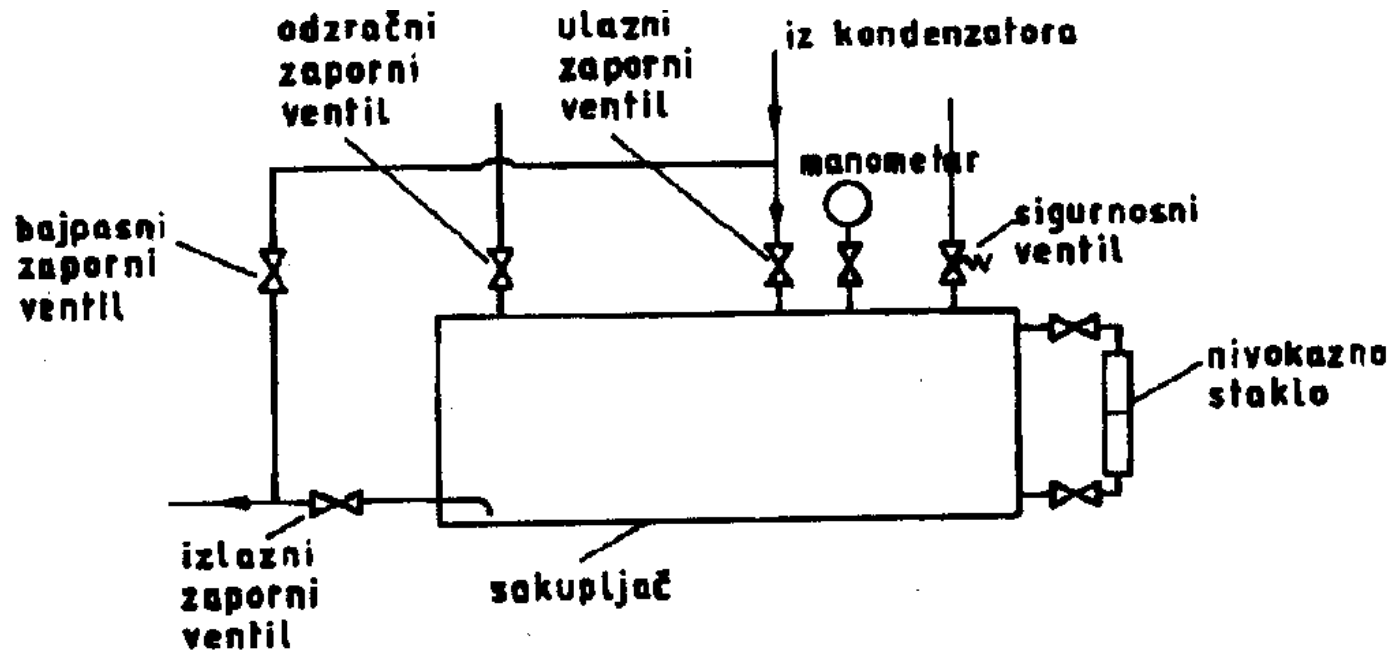 odzračni
zaporni
ventil
ulazni
zaporni
ventil
iz kondenzatora
manometar
sigurnosni
ventil
bajpasni
zaporni
ventil
nivokazno
staklo
izlazni
zaporni
ventil
sakupljač